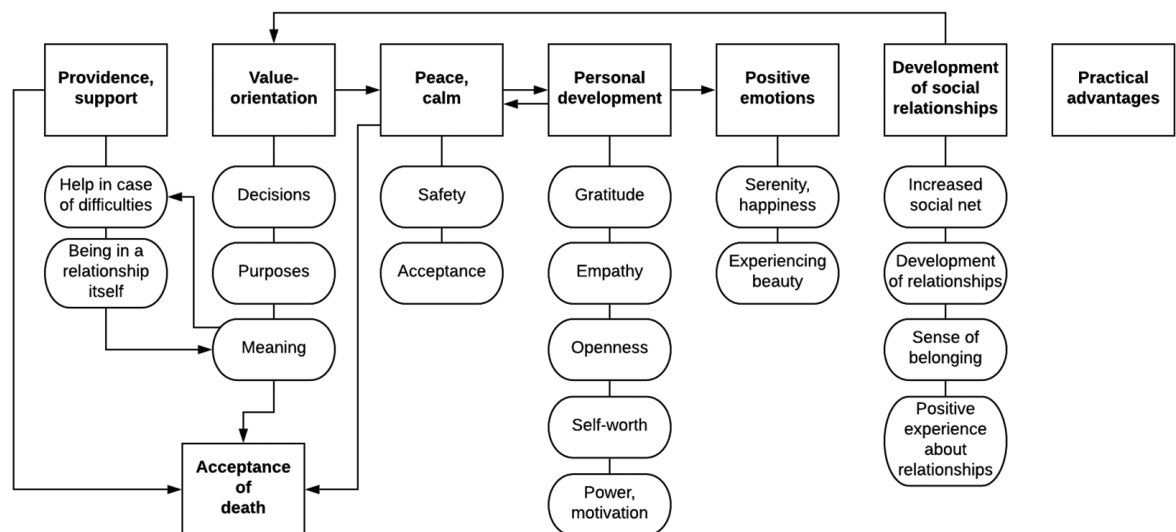 Providence,
support
Value-
orientation
Peace,
calm
Personal
development
Positive
emotions
Development
of social
relationships
Practical
advantages
Help in case
of difficulties
Decisions
Safety
Gratitude
Serenity,
happiness
Increased
social net
Being in a
relationship
itself
Purposes
Acceptance
Empathy
Experiencing
beauty
Development
of relationships
Meaning
Openness
Sense of
belonging
Self-worth
Positive
experience
about
relationships
Acceptance
of
death
Power,
motivation